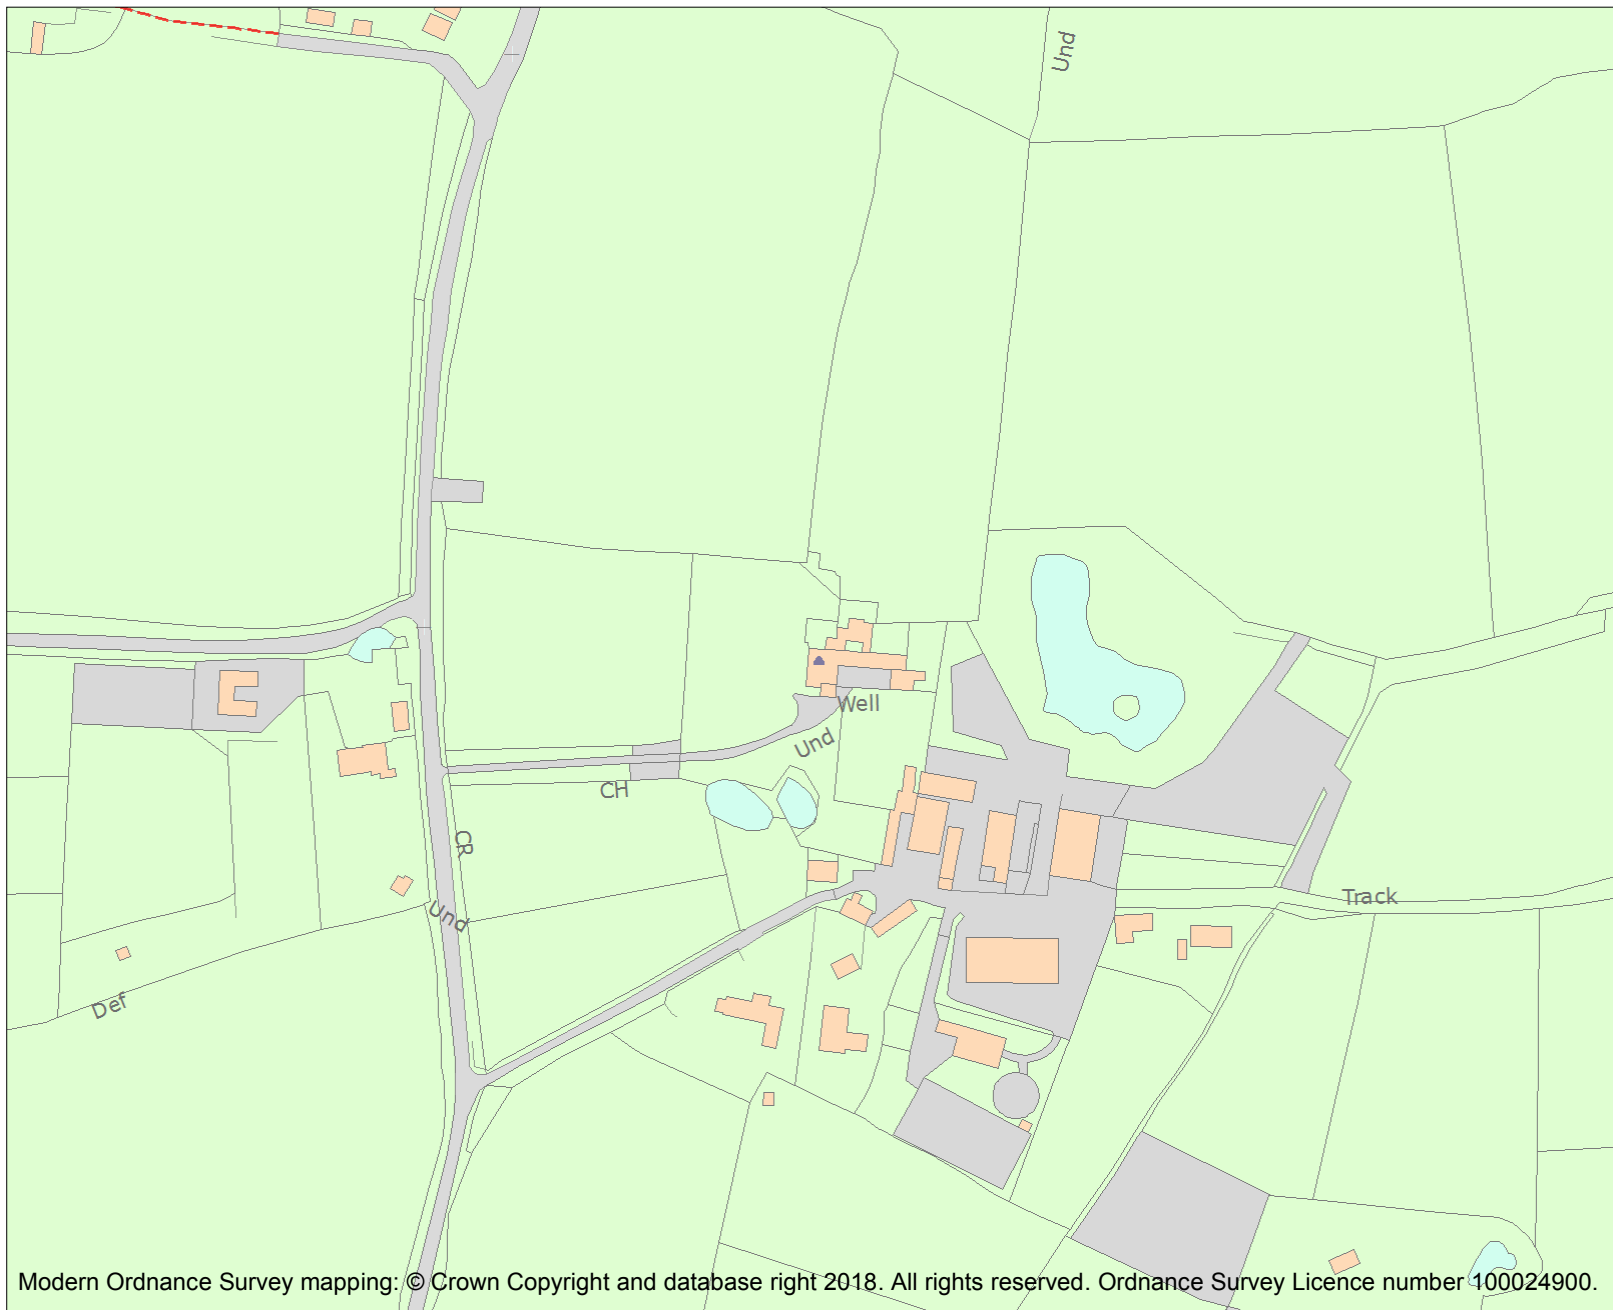 Und
Well
Und
CH
CR
Track
Und
Def
Modern Ordnance Survey mapping: © Crown Copyright and database right 2018. All rights reserved. Ordnance Survey Licence number 100024900.